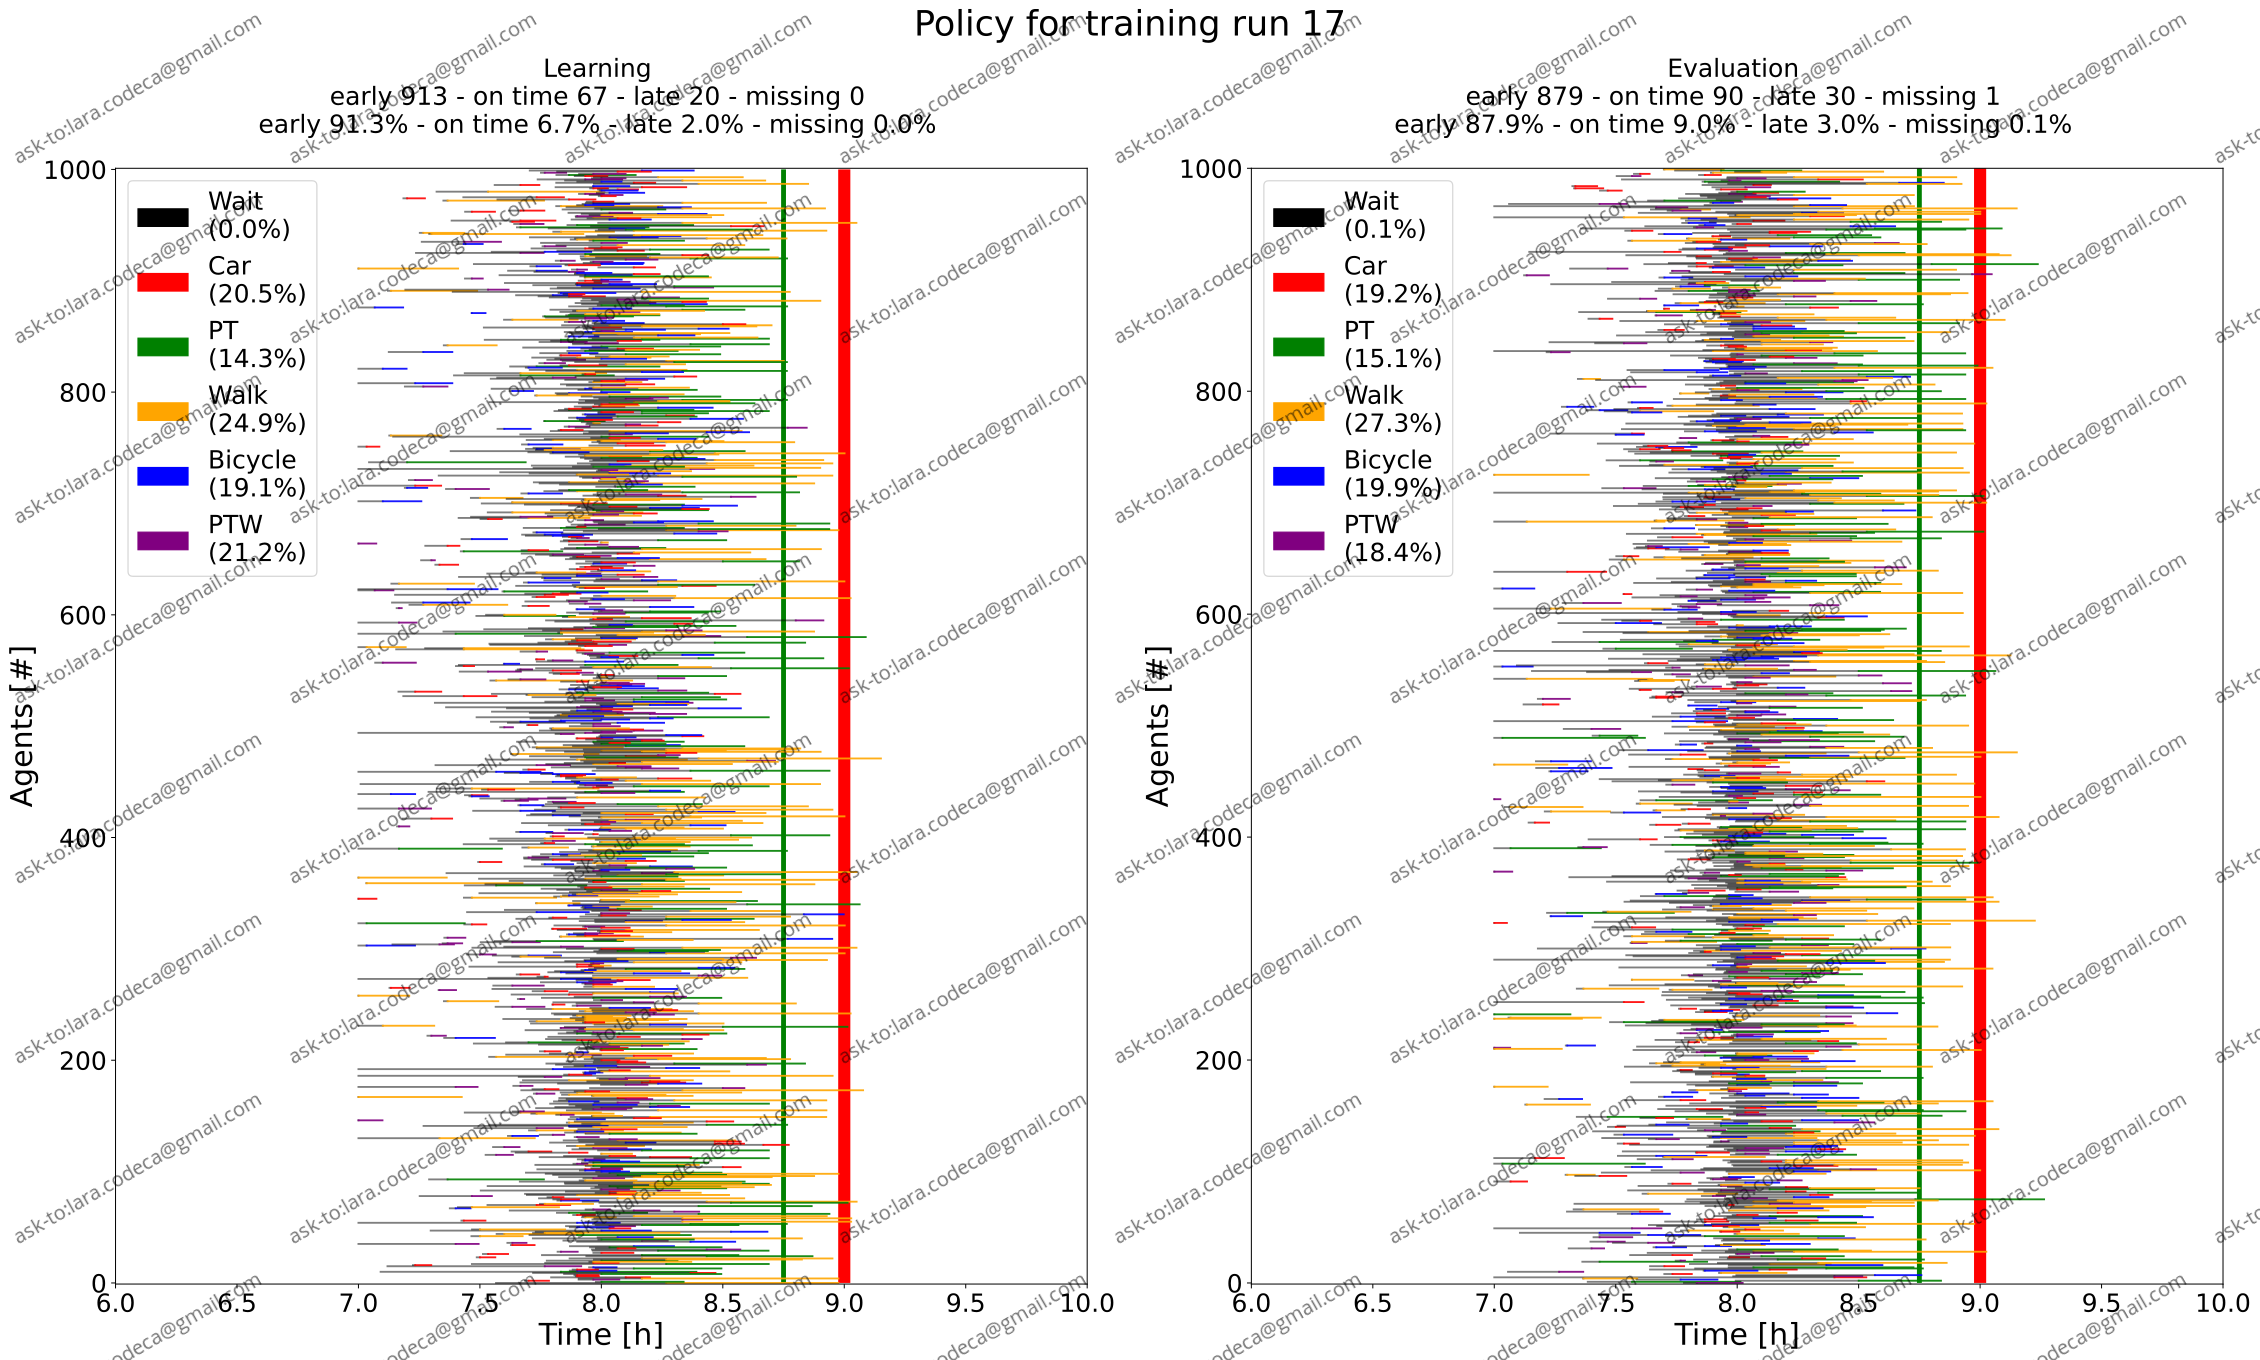 Policy for training run 17
Learning
early 913 - on time 67 - late 20 - missing 0
early 91.3% - on time 6.7% - late 2.0% - missing 0.0%
Wait
(0.0%)
Car
(20.5%)
PT
(14.3%)
Walk
(24.9%)
Bicycle
(19.1%)
PTW
(21.2%)
Agents [#]
1000
800
600
400
200
0
6.0 6.5 7.0 7.5 8.0 8.5 9.0 9.5 10.0
Time [h]
Evaluation
early 879 - on time 90 - late 30 - missing 1
early 87.9% - on time 9.0% - late 3.0% - missing 0.1%
Wait
(0.1%)
Car
(19.2%)
PT
(15.1%)
Walk
(27.3%)
Bicycle
(19.9%)
PTW
(18.4%)
Agents [#]
1000
800
600
400
200
0
6.0 6.5 7.0 7.5 8.0 8.5 9.0 9.5 10.0
Time [h]
ask-to:lara.codeca@gmail.com